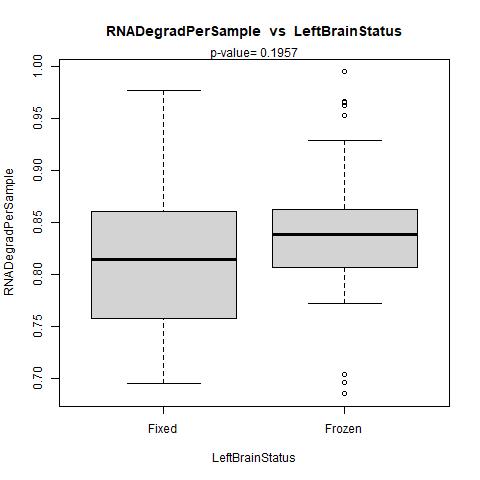 RNADegradPerSample vs LeftBrainStatus
p-value= 0.1957
1.00
0.95
0.90
0.85
0.80
0.75
0.70
RNADegradPerSample
Fixed
Frozen
LeftBrainStatus